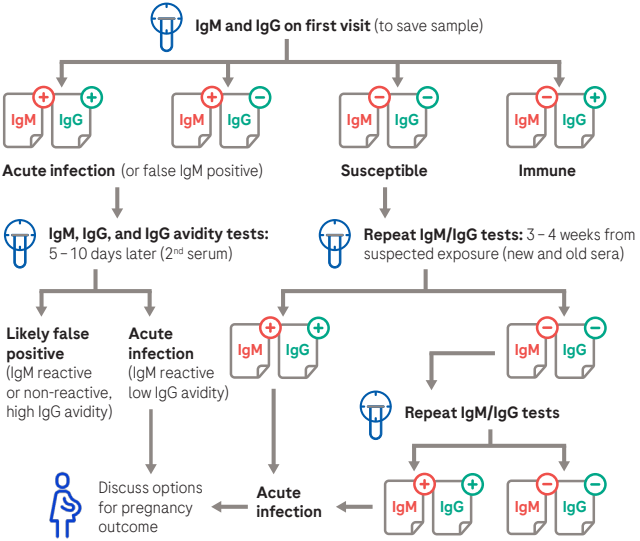 IgM and IgG on first visit (to save sample)
IgM + IgG +
IgM − IgG −
IgM − IgG −
IgM − IgG +
Acute infection (or false IgM positive)
Susceptible
Immune
IgM, IgG, and IgG avidity tests:
5 – 10 days later (2nd serum)
Repeat IgM/IgG tests: 3 – 4 weeks from
suspected exposure (new and old sera)
Likely false
positive
(IgM reactive
or non-reactive,
high IgG avidity)
Acute
infection
(IgM reactive
low IgG avidity)
IgM + IgG +
IgM − IgG −
Repeat IgM/IgG tests
IgM + IgG +
IgM − IgG −
Acute
infection
Discuss options
for pregnancy
outcome